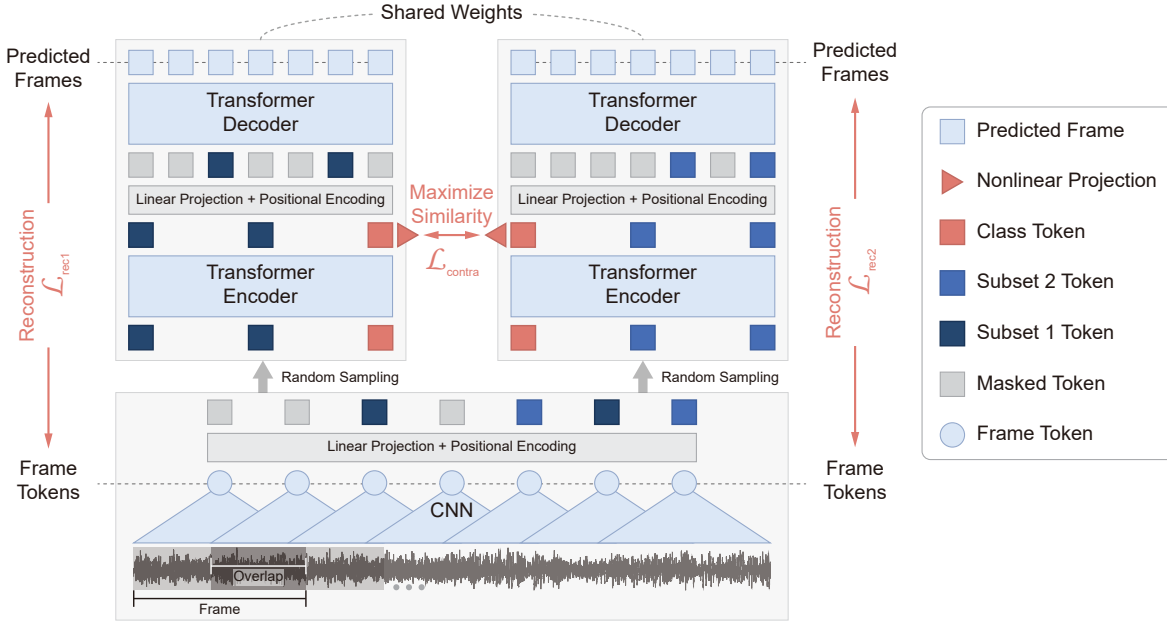 Shared Weights
Predicted
Frames
Predicted
Frames
Transformer
Decoder
Transformer
Decoder
Linear Projection + Positional Encoding
Linear Projection + Positional Encoding
Maximize
Similarity
ℒcontra
Transformer
Encoder
Transformer
Encoder
Reconstruction
ℒrec1
Reconstruction
ℒrec2
Random Sampling
Random Sampling
Linear Projection + Positional Encoding
Frame
Tokens
Frame
Tokens
CNN
Overlap
Frame
Predicted Frame
Nonlinear Projection
Class Token
Subset 2 Token
Subset 1 Token
Masked Token
Frame Token